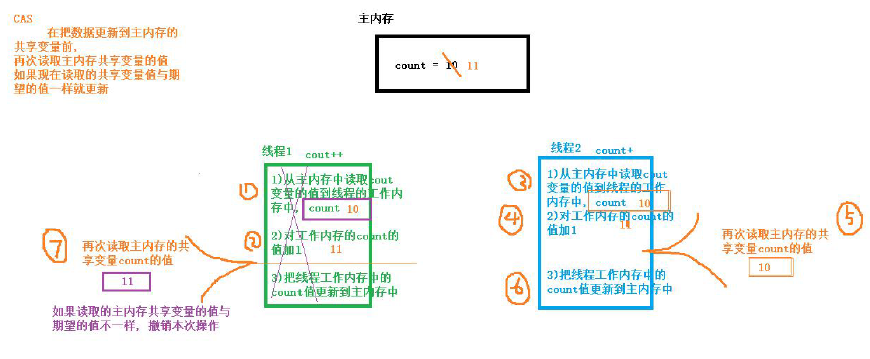 CAS
在把数据更新到主内存的
共享变量前,
再次读取主内存共享变量的值
如果现在读取的共享变量值与期
望的值一样就更新
主内存
count = 10 11
线程1 cout++
1)从主内存中读取cout
变量的值到线程的工作内
存中, count 10
2)对工作内存的count的
值加1 11
3)把线程工作内存中的
count值更新到主内存中
①
②
⑦
再次读取主内存的共
享变量count的值
11
如果读取的主内存共享变量的值与
期望的值不一样, 撤销本次操作
线程2 count+
1)从主内存中读取cout
变量的值到线程的工作
内存中, count 10
2)对工作内存的count的
值加1 11
3)把线程工作内存中的
count值更新到主内存中
③
④
⑥
⑤
再次读取主内存的共
享变量count的值
10